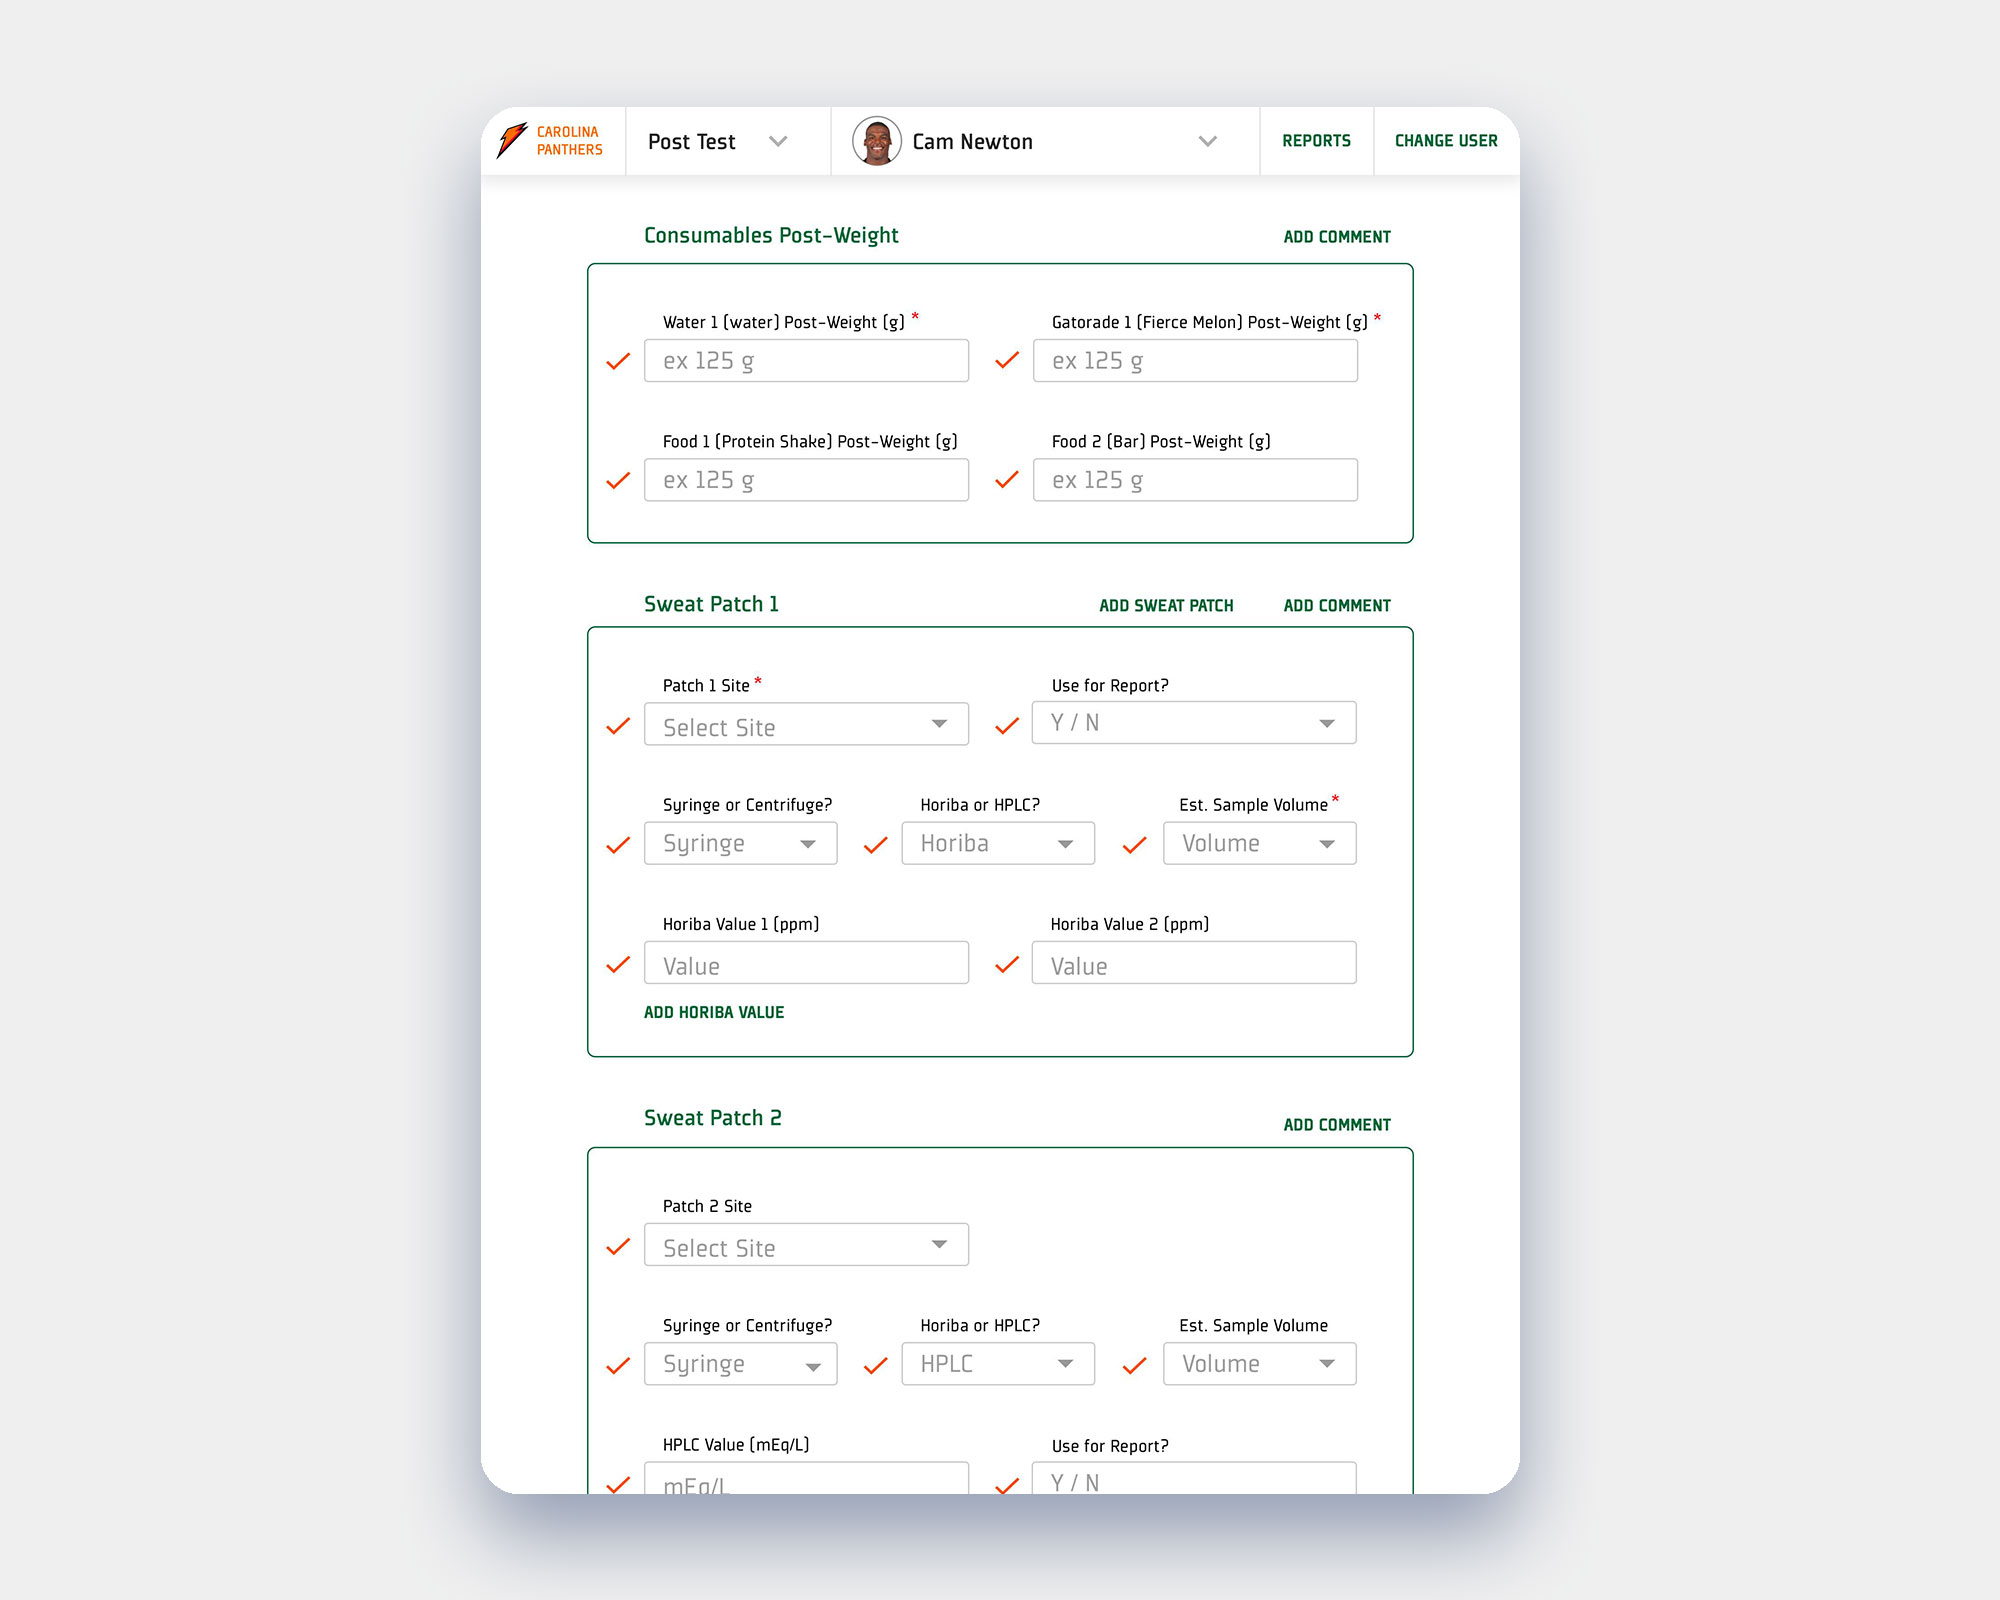 CAROLINA
PANTHERS
Post Test
Cam Newton
REPORTS
CHANGE USER
Consumables Post-Weight
ADD COMMENT
Water 1 (water) Post-Weight (g) *
Gatorade 1 (Fierce Melon) Post-Weight (g) *
ex 125 g
ex 125 g
Food 1 (Protein Shake) Post-Weight (g)
Food 2 (Bar) Post-Weight (g)
ex 125 g
ex 125 g
Sweat Patch 1
ADD SWEAT PATCH
ADD COMMENT
Patch 1 Site *
Use for Report?
Select Site
Y / N
Syringe or Centrifuge?
Horiba or HPLC?
Est. Sample Volume *
Syringe
Horiba
Volume
Horiba Value 1 (ppm)
Horiba Value 2 (ppm)
Value
Value
ADD HORIBA VALUE
Sweat Patch 2
ADD COMMENT
Patch 2 Site
Select Site
Syringe or Centrifuge?
Horiba or HPLC?
Est. Sample Volume
Syringe
HPLC
Volume
HPLC Value (mEq/L)
Use for Report?
mEq/L
Y / N